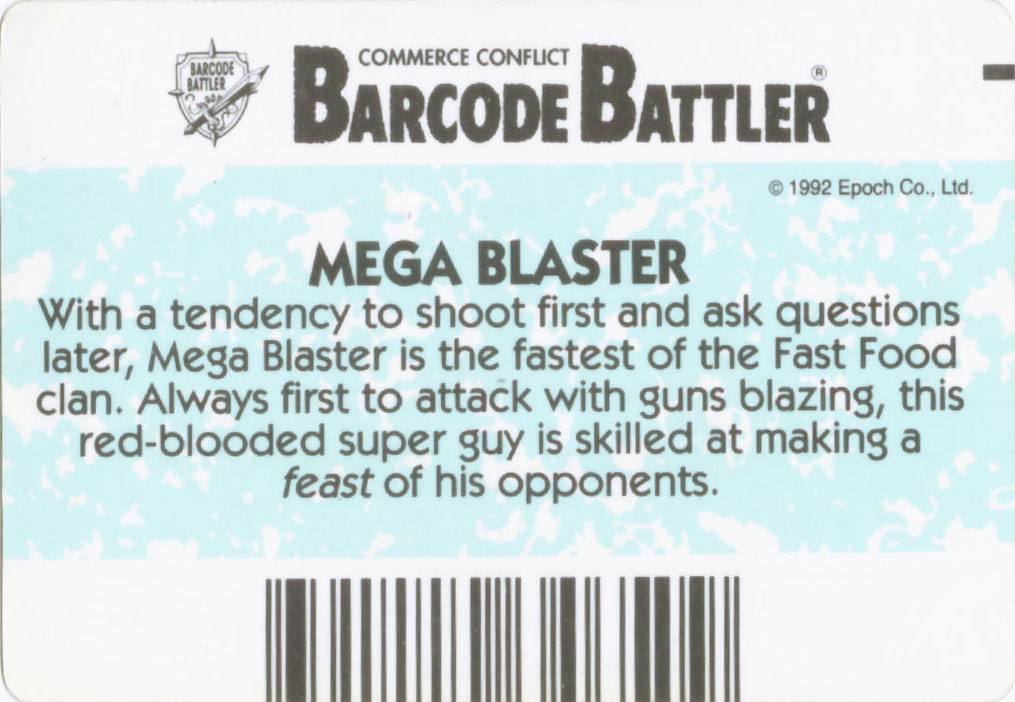 BARCODE
BATTLER
COMMERCE CONFLICT
BARCODE BATTLER®
© 1992 Epoch Co., Ltd.
MEGA BLASTER
With a tendency to shoot first and ask questions
later, Mega Blaster is the fastest of the Fast Food
clan. Always first to attack with guns blazing, this
red-blooded super guy is skilled at making a
feast of his opponents.